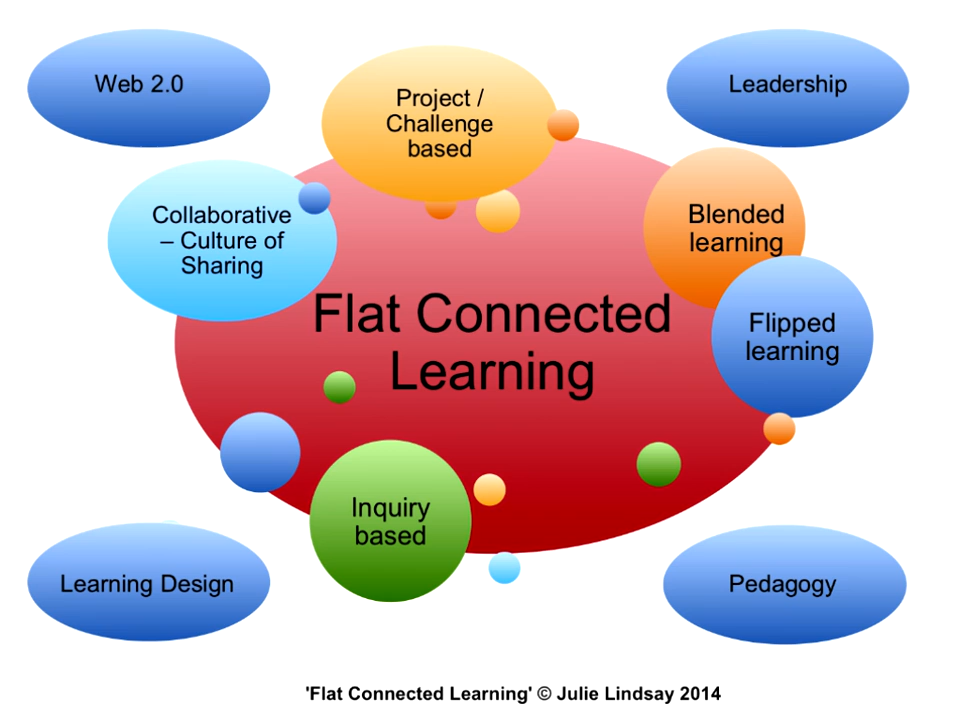 Web 2.0
Project /
Challenge
based
Leadership
Collaborative
– Culture of
Sharing
Blended
learning
Flat Connected
Learning
Flipped
learning
Inquiry
based
Learning Design
Pedagogy
'Flat Connected Learning' © Julie Lindsay 2014